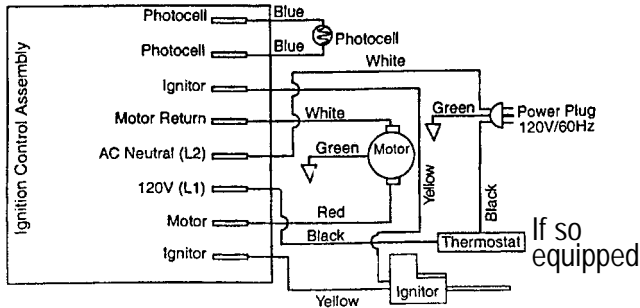 Ignition Control Assembly
Photocell
Blue
Photocell
Blue
Photocell
White
Ignitor
Motor Return
White
Green
Power Plug
120V/60Hz
AC Neutral (L2)
Green
Motor
120V (L1)
Yellow
Black
Motor
Red
Black
Thermostat
If so
equipped
Ignitor
Yellow
Ignitor